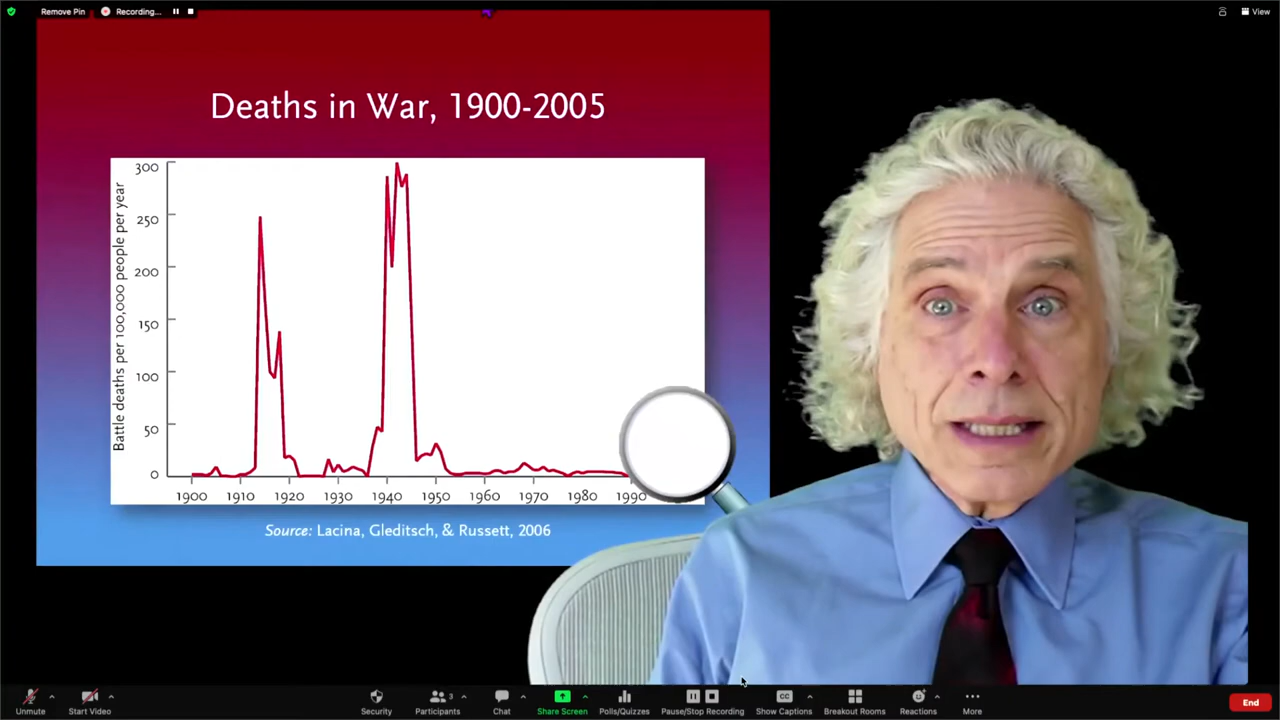 Remove Pin
Recording...
View
Deaths in War, 1900-2005
Battle deaths per 100,000 people per year
300
250
200
150
100
50
0
1900 1910 1920 1930 1940 1950 1960 1970 1980 1990
Source: Lacina, Gleditsch, & Russett, 2006
3
Unmute
Start Video
Security
Participants
Chat
Share Screen
Polls/Quizzes
Pause/Stop Recording
CC
Show Captions
Breakout Rooms
Reactions
More
End